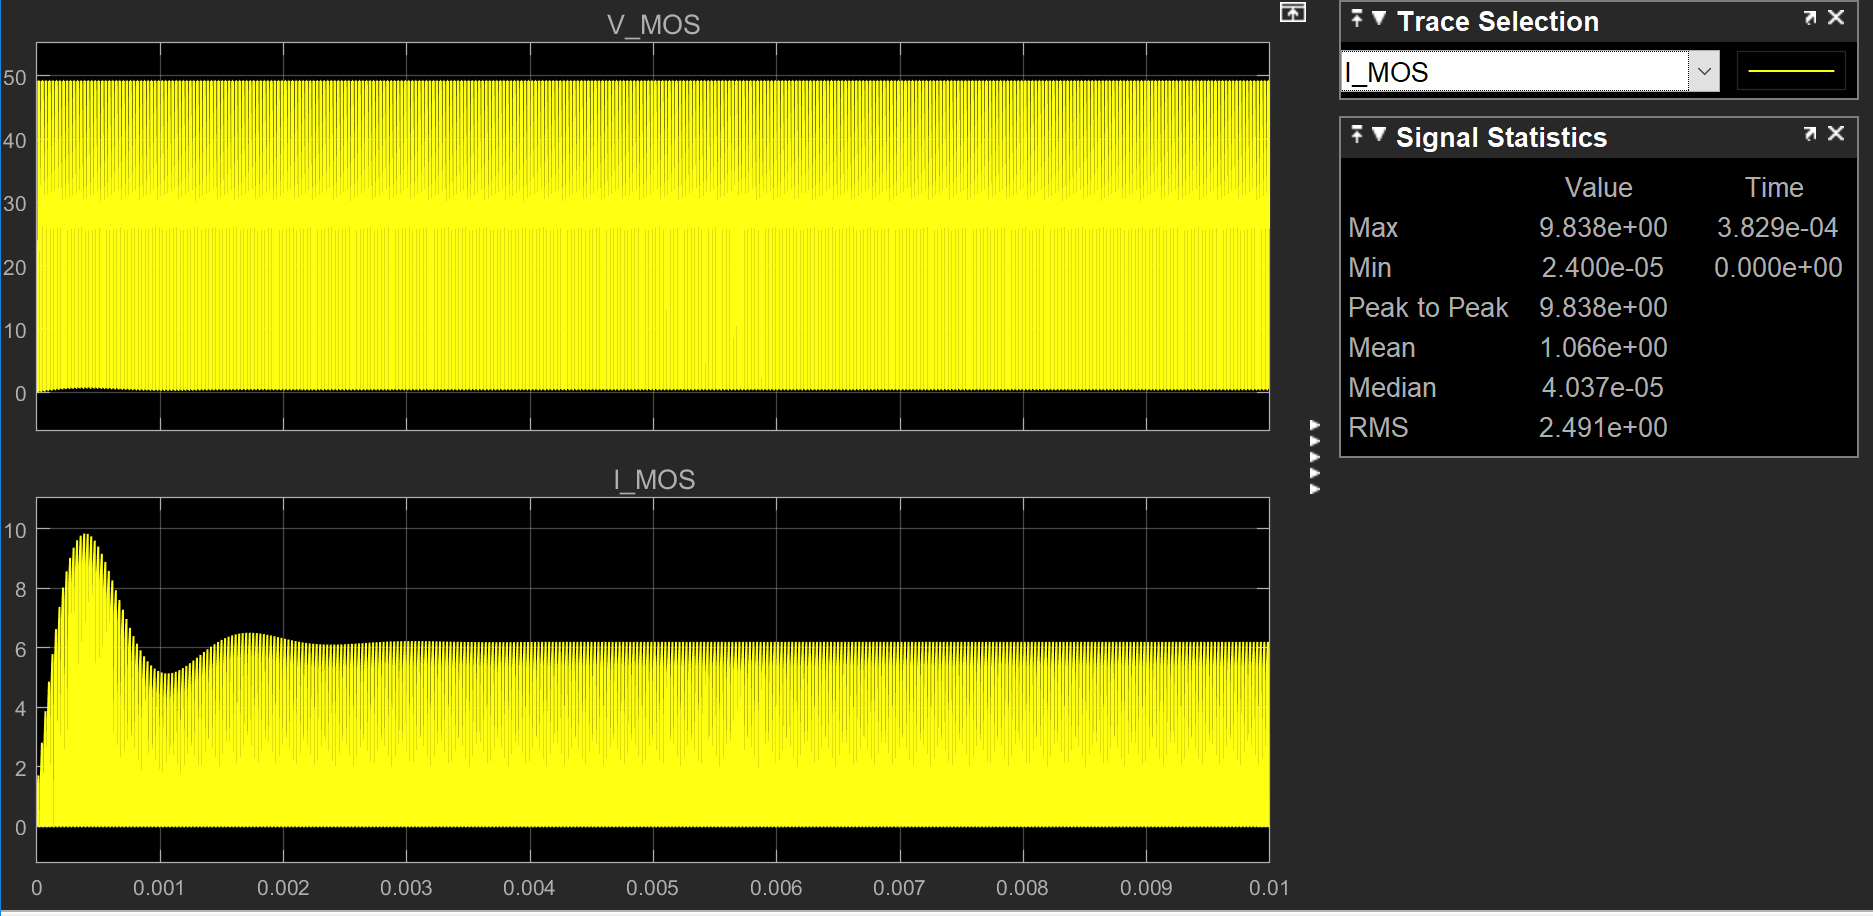 V_MOS
50
40
30
20
10
0
I_MOS
10
8
6
4
2
0
0 0.001 0.002 0.003 0.004 0.005 0.006 0.007 0.008 0.009 0.01
Trace Selection
I_MOS
Signal Statistics
Value Time
Max 9.838e+00 3.829e-04
Min 2.400e-05 0.000e+00
Peak to Peak 9.838e+00
Mean 1.066e+00
Median 4.037e-05
RMS 2.491e+00